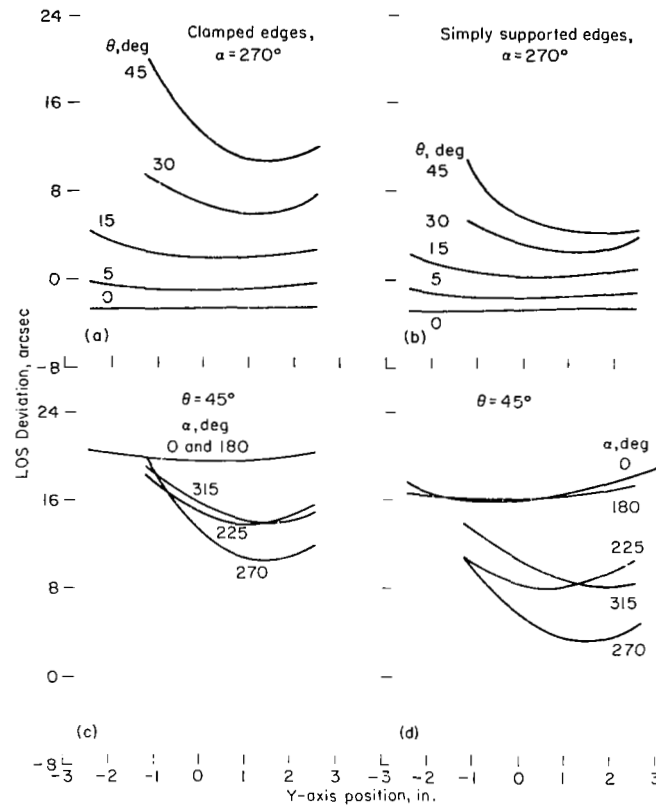 24
16
8
0
-8
24
16
8
0
-8
LOS Deviation, arcsec
Clamped edges,
α = 270°
θ, deg
45
30
15
5
0
(a)
Simply supported edges,
α = 270°
θ, deg
45
30
15
5
0
(b)
θ = 45°
α, deg
0 and 180
315
225
270
(c)
θ = 45°
α, deg
0
180
225
315
270
(d)
-3 -2 -1 0 1 2 3
-3 -2 -1 0 1 2 3
Y-axis position, in.